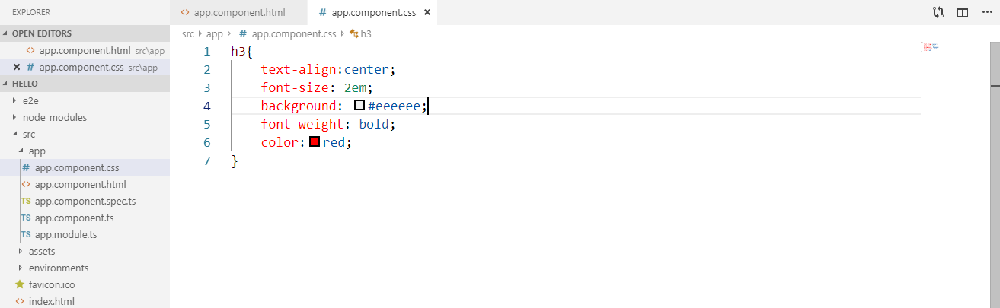 EXPLORER
OPEN EDITORS
app.component.html src\app
app.component.css src\app
HELLO
e2e
node_modules
src
app
app.component.css
app.component.html
app.component.spec.ts
app.component.ts
app.module.ts
assets
environments
favicon.ico
index.html
app.component.html
app.component.css
src app app.component.css h3
1 h3{
2 text-align:center;
3 font-size: 2em;
4 background: #eeeeee;
5 font-weight: bold;
6 color: red;
7 }